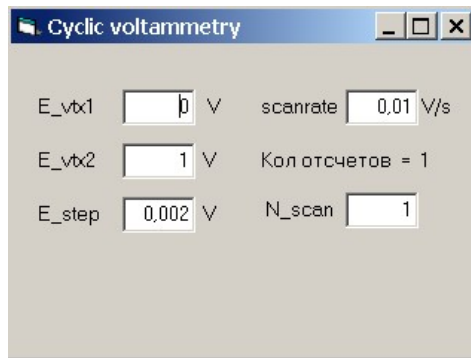 Cyclic voltammetry
E_vtx1 0 V scanrate 0,01 V/s
E_vtx2 1 V Кол отсчетов = 1
E_step 0,002 V N_scan 1